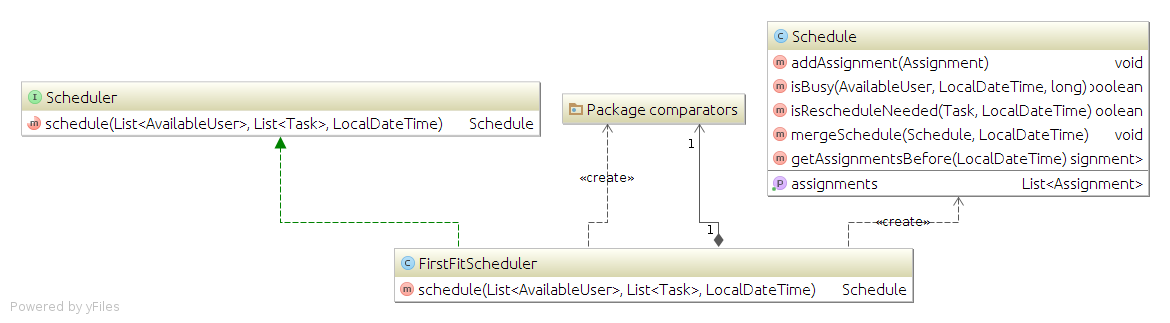 Schedule
addAssignment(Assignment) void
isBusy(AvailableUser, LocalDateTime, long) boolean
isRescheduleNeeded(Task, LocalDateTime) oolean
mergeSchedule(Schedule, LocalDateTime) void
getAssignmentsBefore(LocalDateTime) signment>
assignments List<Assignment>
Scheduler
schedule(List<AvailableUser>, List<Task>, LocalDateTime) Schedule
Package comparators
1
«create»
«create»
1
FirstFitScheduler
schedule(List<AvailableUser>, List<Task>, LocalDateTime) Schedule
Powered by yFiles